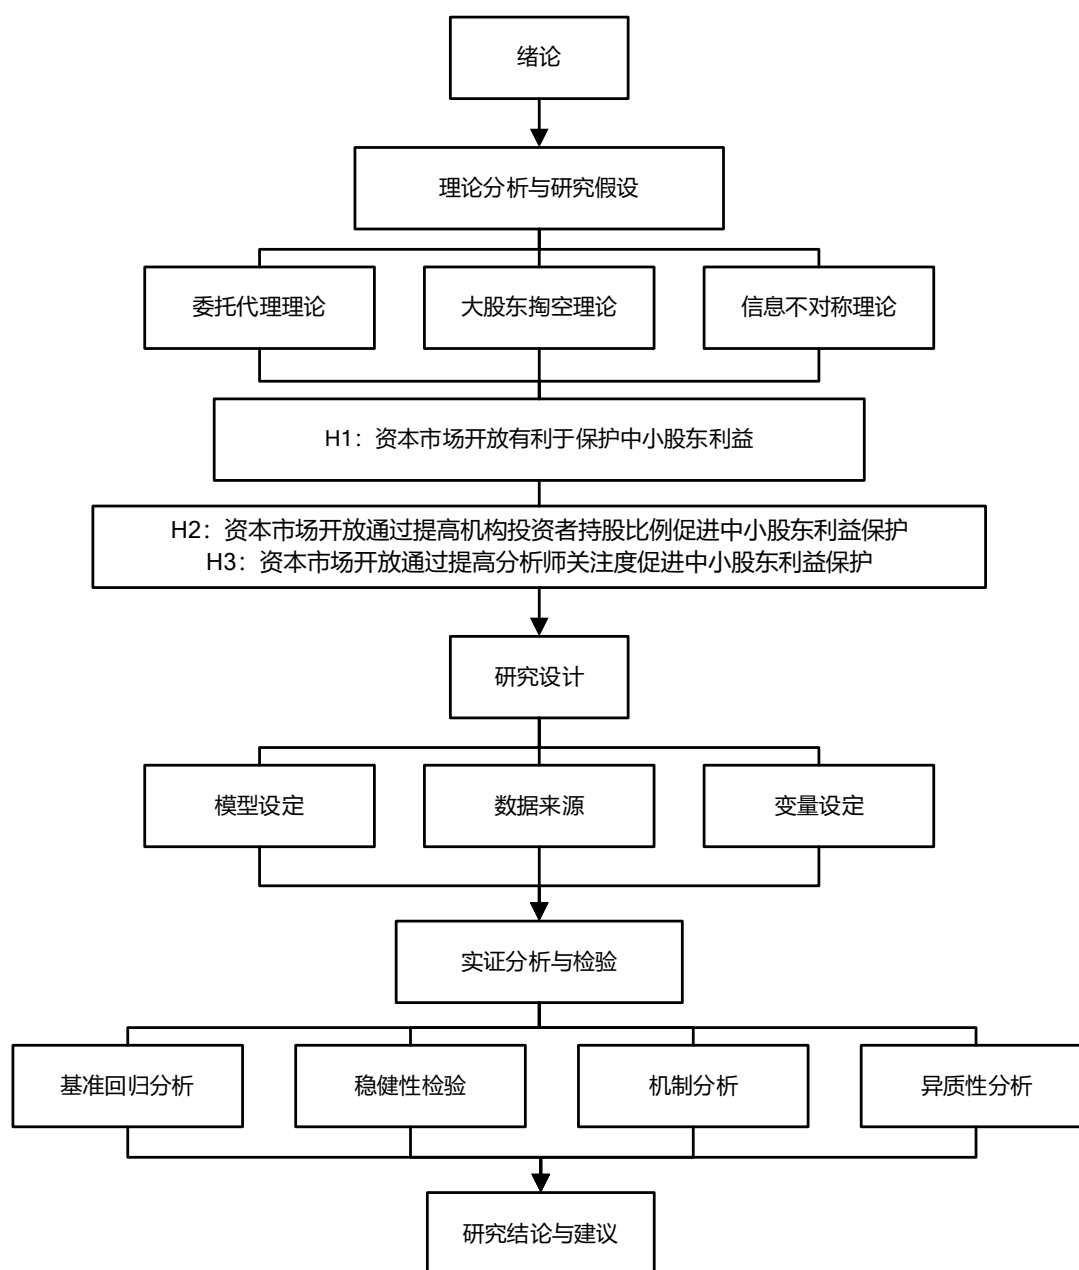 绪论
理论分析与研究假设
委托代理理论
大股东掏空理论
信息不对称理论
H1：资本市场开放有利于保护中小股东利益
H2：资本市场开放通过提高机构投资者持股比例促进中小股东利益保护
H3：资本市场开放通过提高分析师关注度促进中小股东利益保护
研究设计
模型设定
数据来源
变量设定
实证分析与检验
基准回归分析
稳健性检验
机制分析
异质性分析
研究结论与建议